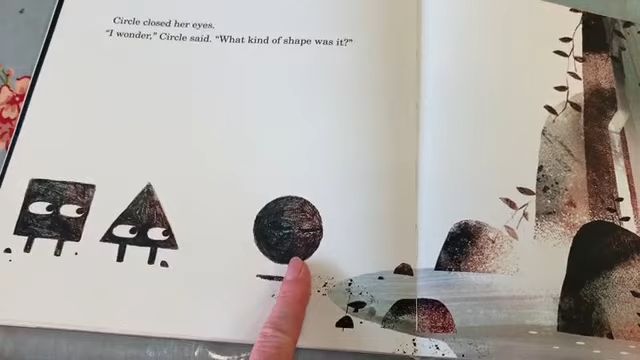 Circle closed her eyes.
“I wonder,” Circle said. “What kind of shape was it?”